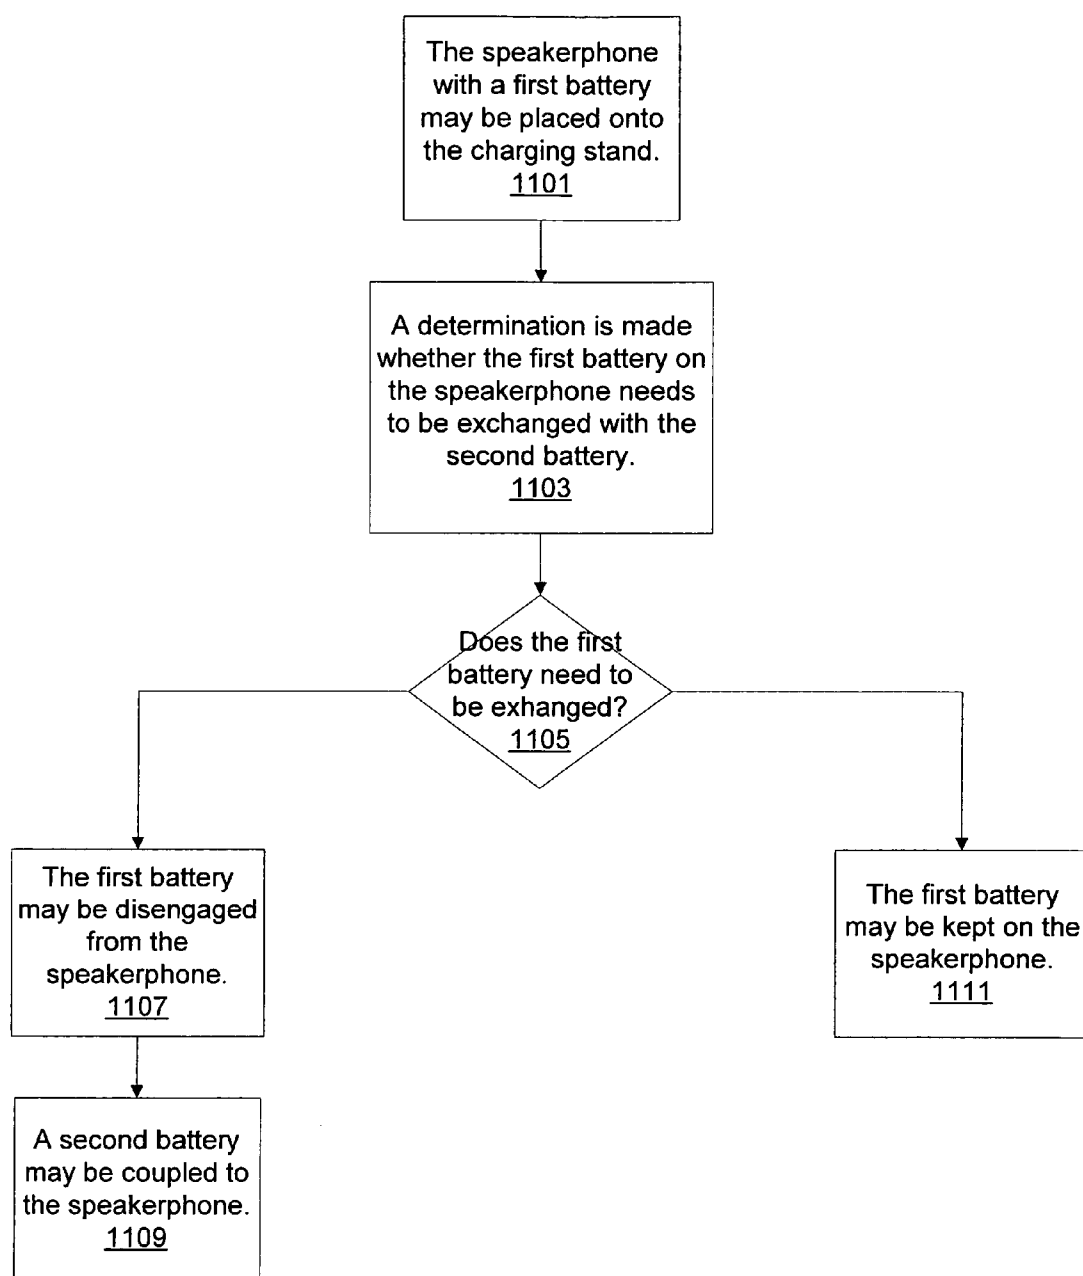 The speakerphone
with a first battery
may be placed onto
the charging stand.
1101
A determination is made
whether the first battery on
the speakerphone needs
to be exchanged with the
second battery.
1103
Does the first
battery need to
be exhanged?
1105
The first battery
may be disengaged
from the
speakerphone.
1107
The first battery
may be kept on the
speakerphone.
1111
A second battery
may be coupled to
the speakerphone.
1109